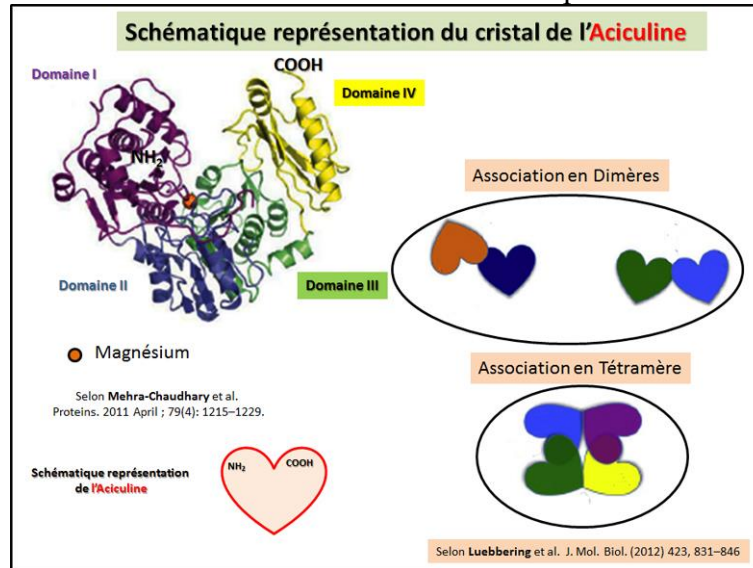 Schématique représentation du cristal de l'Aciculine
Domaine I
COOH
Domaine IV
NH₂
Domaine II
Domaine III
Magnésium
Selon Mehra-Chaudhary et al.
Proteins. 2011 April ; 79(4): 1215–1229.
Schématique représentation
de l'Aciculine
NH₂
COOH
Association en Dimères
Association en Tétramère
Selon Luebbering et al. J. Mol. Biol. (2012) 423, 831–846